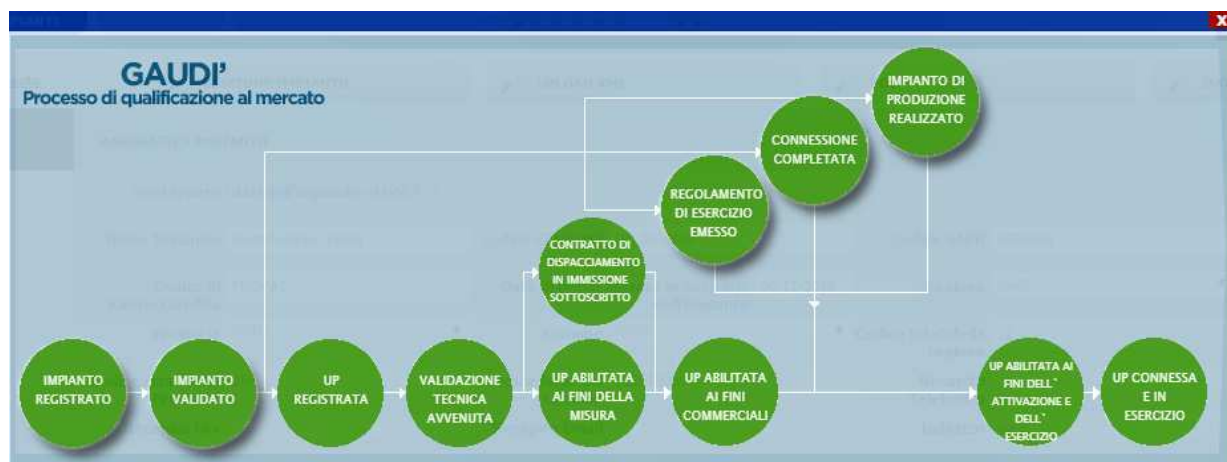 X
GAUDI'
Processo di qualificazione al mercato
IMPIANTO DI
PRODUZIONE
REALIZZATO
CONNESSIONE
COMPLETATA
REGOLAMENTO
DI ESERCIZIO
EMESSO
CONTRATTO DI
DISPACCIAMENTO
IN IMMISSIONE
SOTTOSCRITTO
IMPIANTO
REGISTRATO
IMPIANTO
VALIDATO
UP
REGISTRATA
VALIDAZIONE
TECNICA
AVVENUTA
UP ABILITATA
AI FINI DELLA
MISURA
UP ABILITATA
AI FINI
COMMERCIALI
UP ABILITATA AI
FINI DELL`
ATTIVAZIONE E
DELL`
ESERCIZIO
UP CONNESSA
E IN
ESERCIZIO